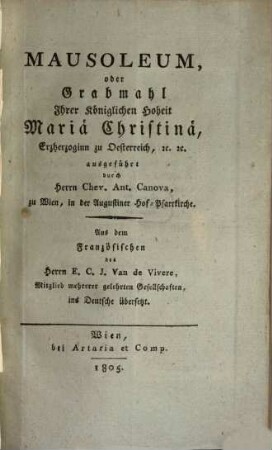 MAUSOLEUM,
oder
Grabmahl
Ihrer Königlichen Hoheit
Mariä Christinä,
Erzherzoginn zu Oesterreich, ꝛc. ꝛc.
ausgeführt
durch
Herrn Chev. Ant. Canova,
zu Wien, in der Augustiner Hof-Pfarrkirche.
Aus dem
Französischen
des
Herrn E. C. J. Van de Vivere,
Mitglied mehrerer gelehrten Gesellschaften,
ins Deutsche übersetzt.
Wien,
bei Artaria et Comp.
1805.